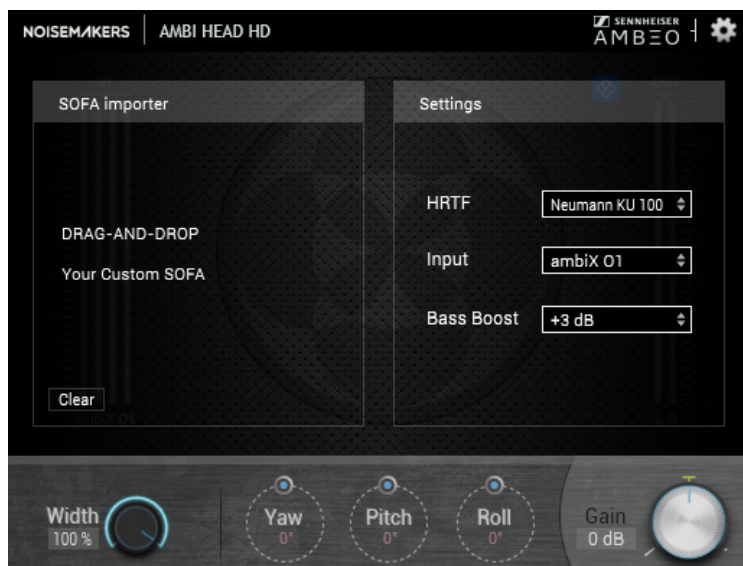 NOISEMAKERS
AMBI HEAD HD
SENNHEISER
AMBEO
SOFA importer
DRAG-AND-DROP
Your Custom SOFA
Clear
Settings
HRTF
Neumann KU 100
Input
ambiX O1
Bass Boost
+3 dB
ambiX O1
L R
Width
100 %
Yaw
0°
Pitch
0°
Roll
0°
Gain
0 dB